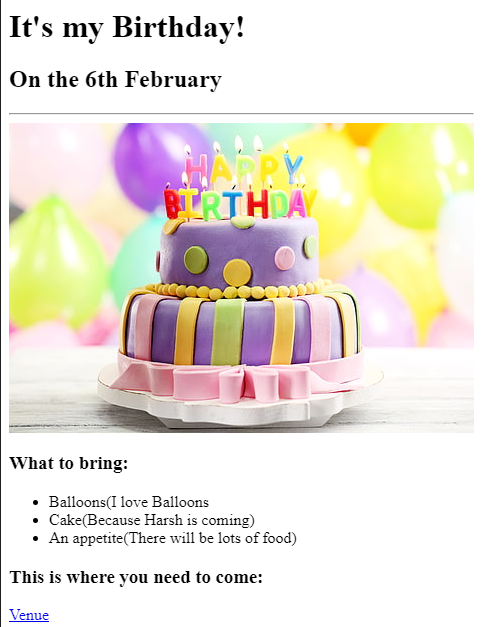 It's my Birthday!
On the 6th February
HAPPY
BIRTHDAY
What to bring:
Balloons(I love Balloons
Cake(Because Harsh is coming)
An appetite(There will be lots of food)
This is where you need to come:
Venue